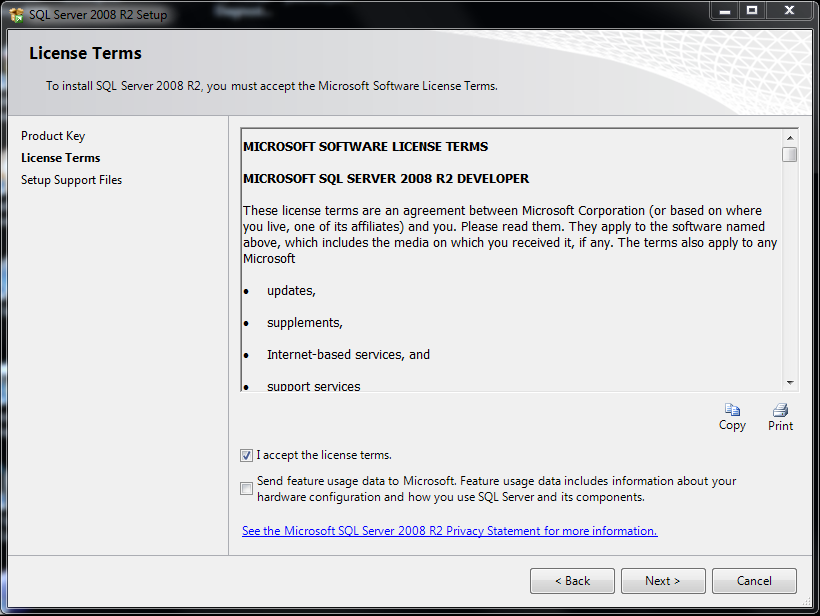 SQL Server 2008 R2 Setup
License Terms
To install SQL Server 2008 R2, you must accept the Microsoft Software License Terms.
Product Key
License Terms
Setup Support Files
MICROSOFT SOFTWARE LICENSE TERMS
MICROSOFT SQL SERVER 2008 R2 DEVELOPER
These license terms are an agreement between Microsoft Corporation (or based on where
you live, one of its affiliates) and you. Please read them. They apply to the software named
above, which includes the media on which you received it, if any. The terms also apply to any
Microsoft
• updates,
• supplements,
• Internet-based services, and
• support services
Copy
Print
I accept the license terms.
Send feature usage data to Microsoft. Feature usage data includes information about your
hardware configuration and how you use SQL Server and its components.
See the Microsoft SQL Server 2008 R2 Privacy Statement for more information.
< Back
Next >
Cancel